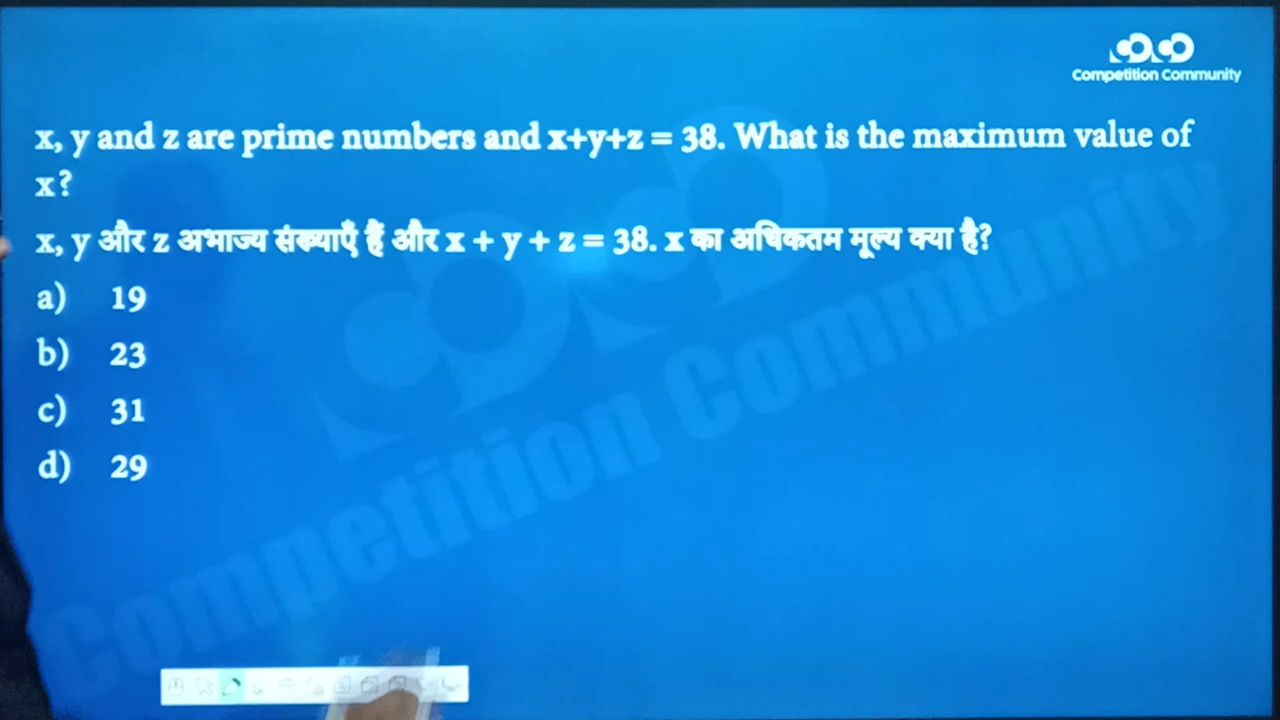 Competition Community
x, y and z are prime numbers and x+y+z = 38. What is the maximum value of
x?
x, y और z अभाज्य संख्याएँ हैं और x + y + z = 38. x का अधिकतम मूल्य क्या है?
a) 19
b) 23
c) 31
d) 29
Competition Community